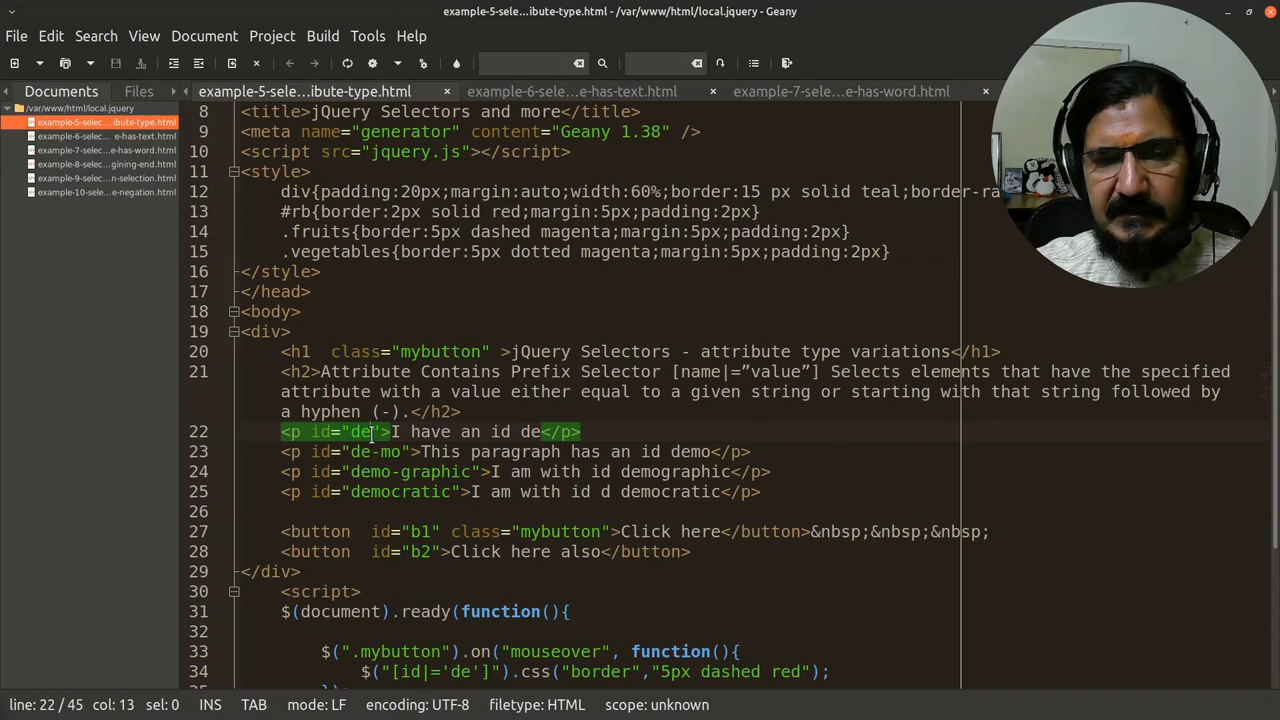 example-5-sele...ibute-type.html - /var/www/html/local.jquery - Geany
File Edit Search View Document Project Build Tools Help
Documents Files
example-5-sele...ibute-type.html example-6-sele...e-has-text.html example-7-sele...e-has-word.html
/var/www/html/local.jquery
example-5-selec... ibute-type.html
example-6-selec... e-has-text.html
example-7-selec...e-has-word.html
example-8-selec...gining-end.html
example-9-selec...n-selection.html
example-10-sele...e-negation.html
8 <title>jQuery Selectors and more</title>
9 <meta name="generator" content="Geany 1.38" />
10 <script src="jquery.js"></script>
11 <style>
12 div{padding:20px;margin:auto;width:60%;border:15 px solid teal;border-ra
13 #rb{border:2px solid red;margin:5px;padding:2px}
14 .fruits{border:5px dashed magenta;margin:5px;padding:2px}
15 .vegetables{border:5px dotted magenta;margin:5px;padding:2px}
16 </style>
17 </head>
18 <body>
19 <div>
20 <h1  class="mybutton" >jQuery Selectors - attribute type variations</h1>
21 <h2>Attribute Contains Prefix Selector [name|=”value”] Selects elements that have the specified
attribute with a value either equal to a given string or starting with that string followed by
a hyphen (-).</h2>
22 <p id="de">I have an id de</p>
23 <p id="de-mo">This paragraph has an id demo</p>
24 <p id="demo-graphic">I am with id demographic</p>
25 <p id="democratic">I am with id d democratic</p>
26
27 <button  id="b1" class="mybutton">Click here</button>&nbsp;&nbsp;&nbsp;
28 <button  id="b2">Click here also</button>
29 </div>
30 <script>
31 $(document).ready(function(){
32
33 $(".mybutton").on("mouseover", function(){
34 $("[id|='de']").css("border","5px dashed red");
line: 22 / 45 col: 13 sel: 0 INS TAB mode: LF encoding: UTF-8 filetype: HTML scope: unknown